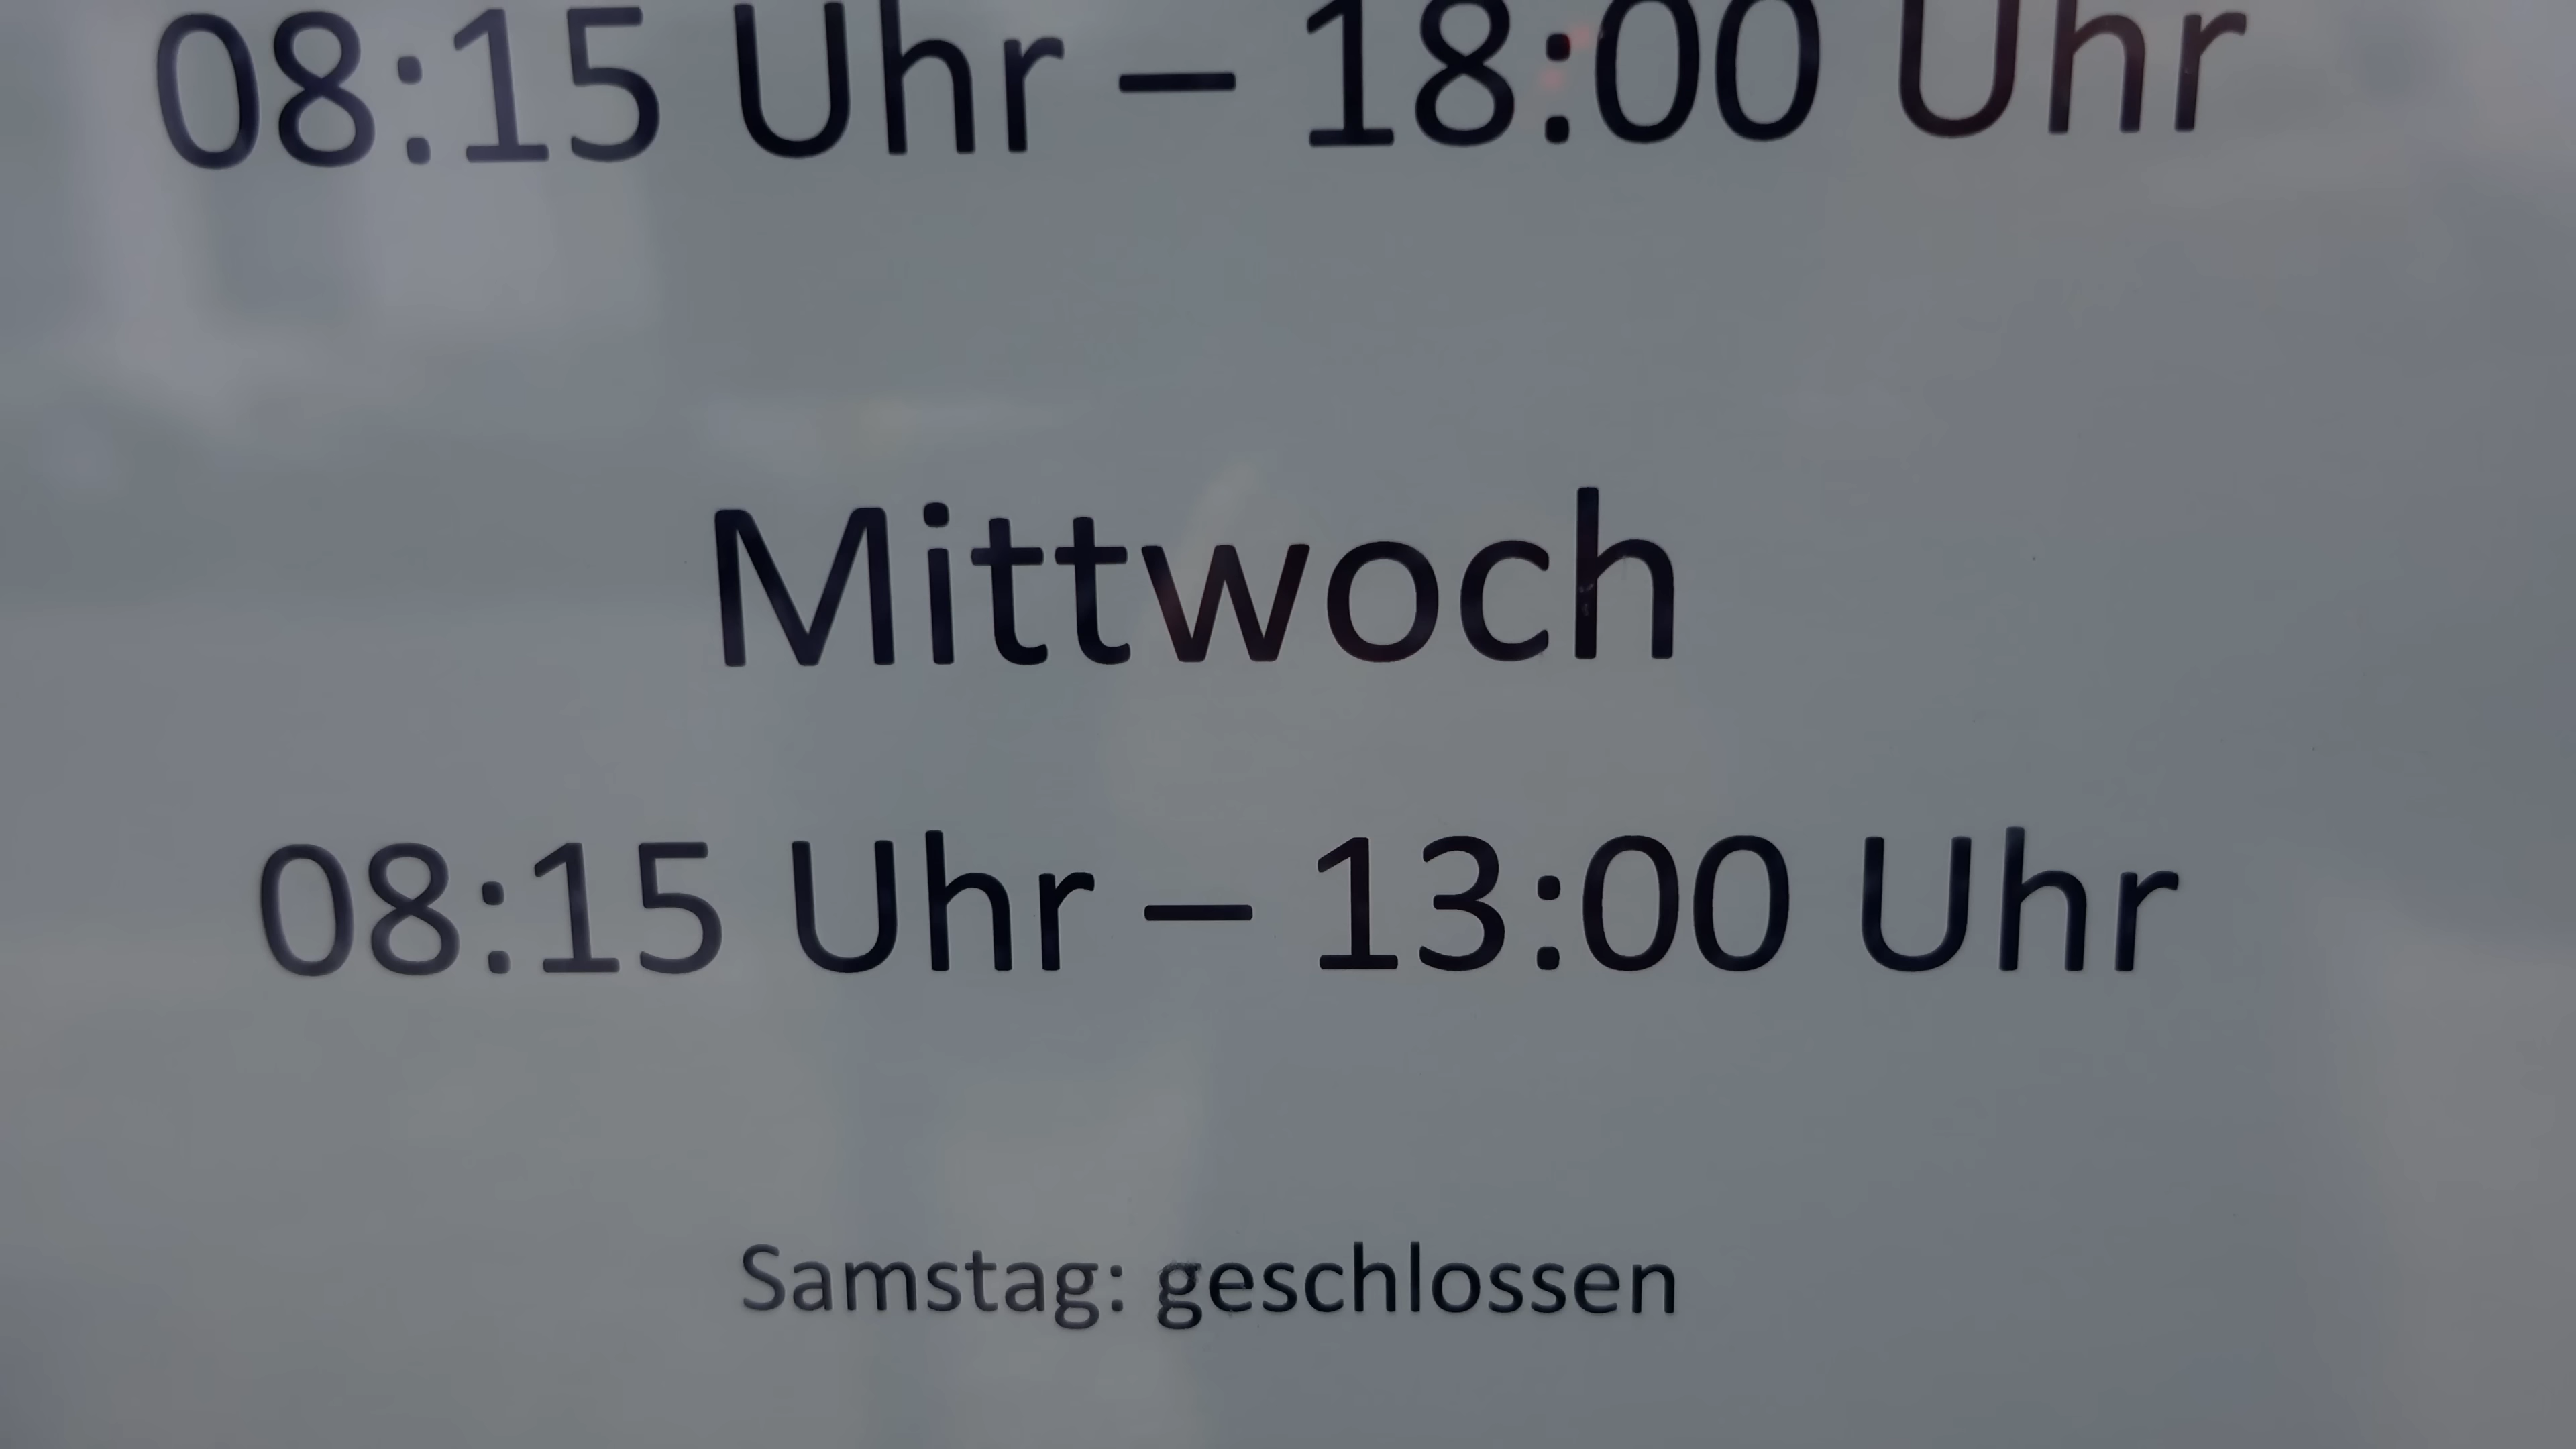 08:15 Uhr – 18:00 Uhr
Mittwoch
08:15 Uhr – 13:00 Uhr
Samstag: geschlossen